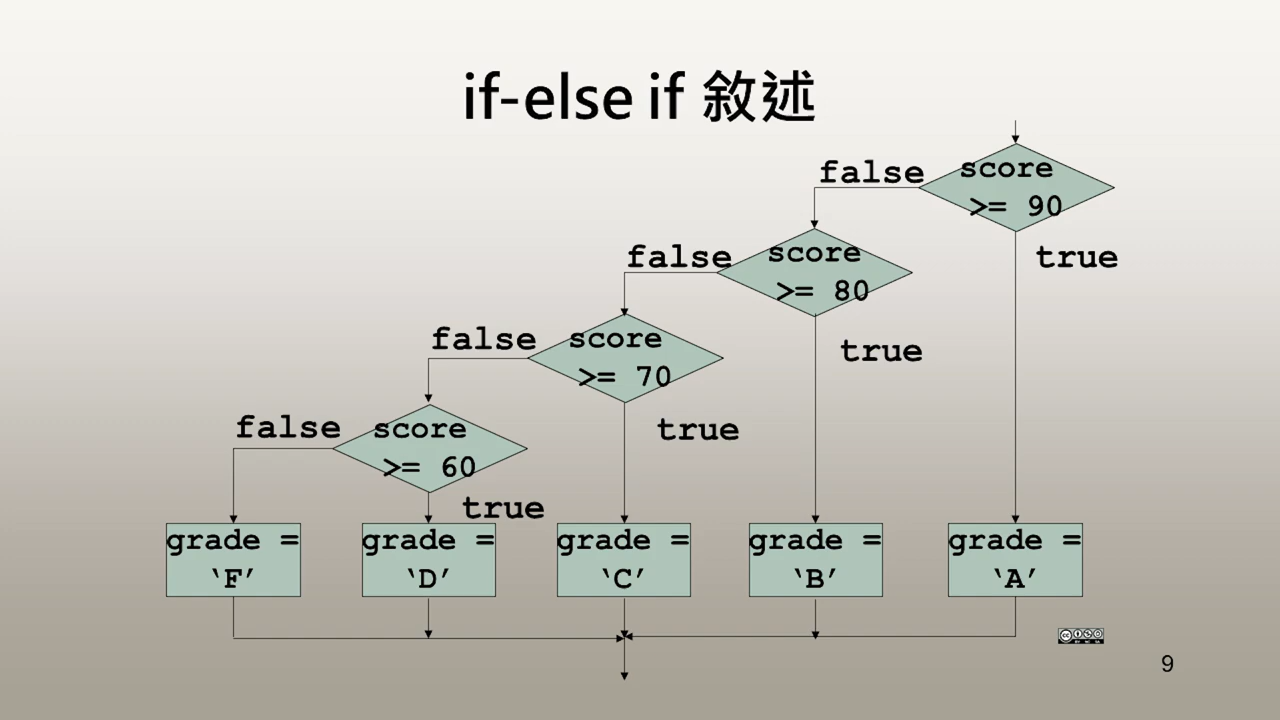 if-else if 敘述
score
>= 90
false
true
score
>= 80
false
true
score
>= 70
false
true
score
>= 60
false
true
grade =
‘F’
grade =
‘D’
grade =
‘C’
grade =
‘B’
grade =
‘A’
9